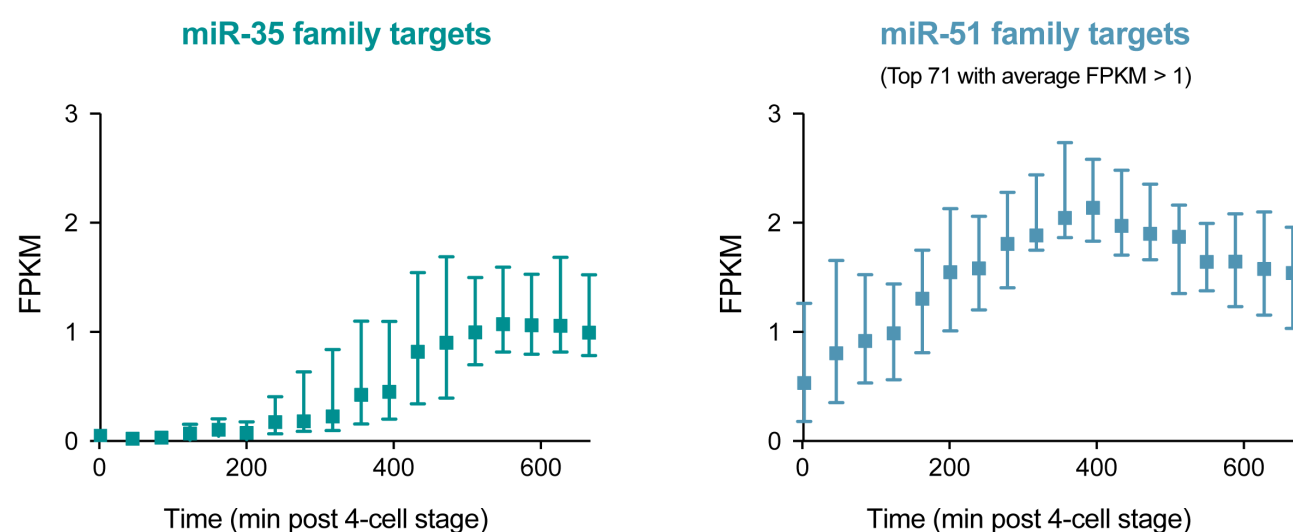 miR-35 family targets
3
2
1
0
FPKM
0
200
400
600
Time (min post 4-cell stage)
miR-51 family targets
(Top 71 with average FPKM > 1)
3
2
1
0
FPKM
0
200
400
600
Time (min post 4-cell stage)